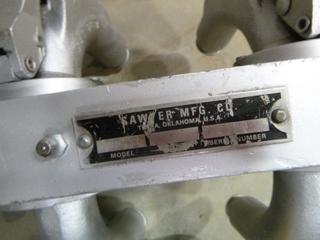 SAWYER MFG. CO.
TULSA, OKLAHOMA, U.S.A.
MODEL SERIAL NUMBER